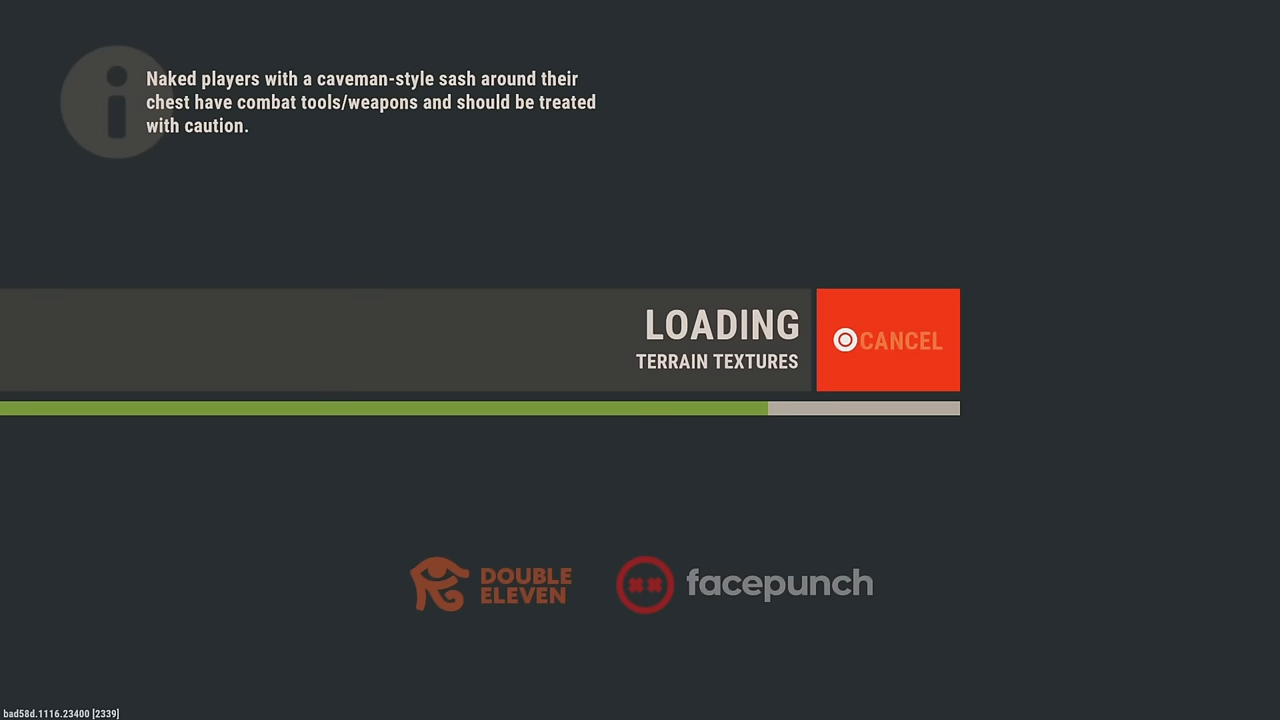 Naked players with a caveman-style sash around their
chest have combat tools/weapons and should be treated
with caution.
LOADING
TERRAIN TEXTURES
CANCEL
DOUBLE
ELEVEN
facepunch
bad58d.1116.23400 [2339]